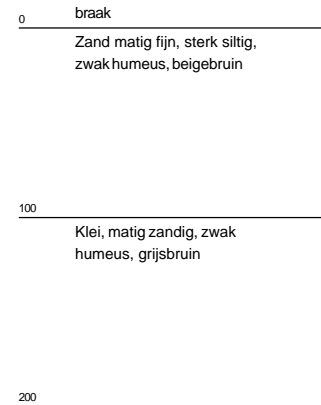 0 braak
Zand matig fijn, sterk siltig,
zwak humeus, beigebruin
100
Klei, matig zandig, zwak
humeus, grijsbruin
200